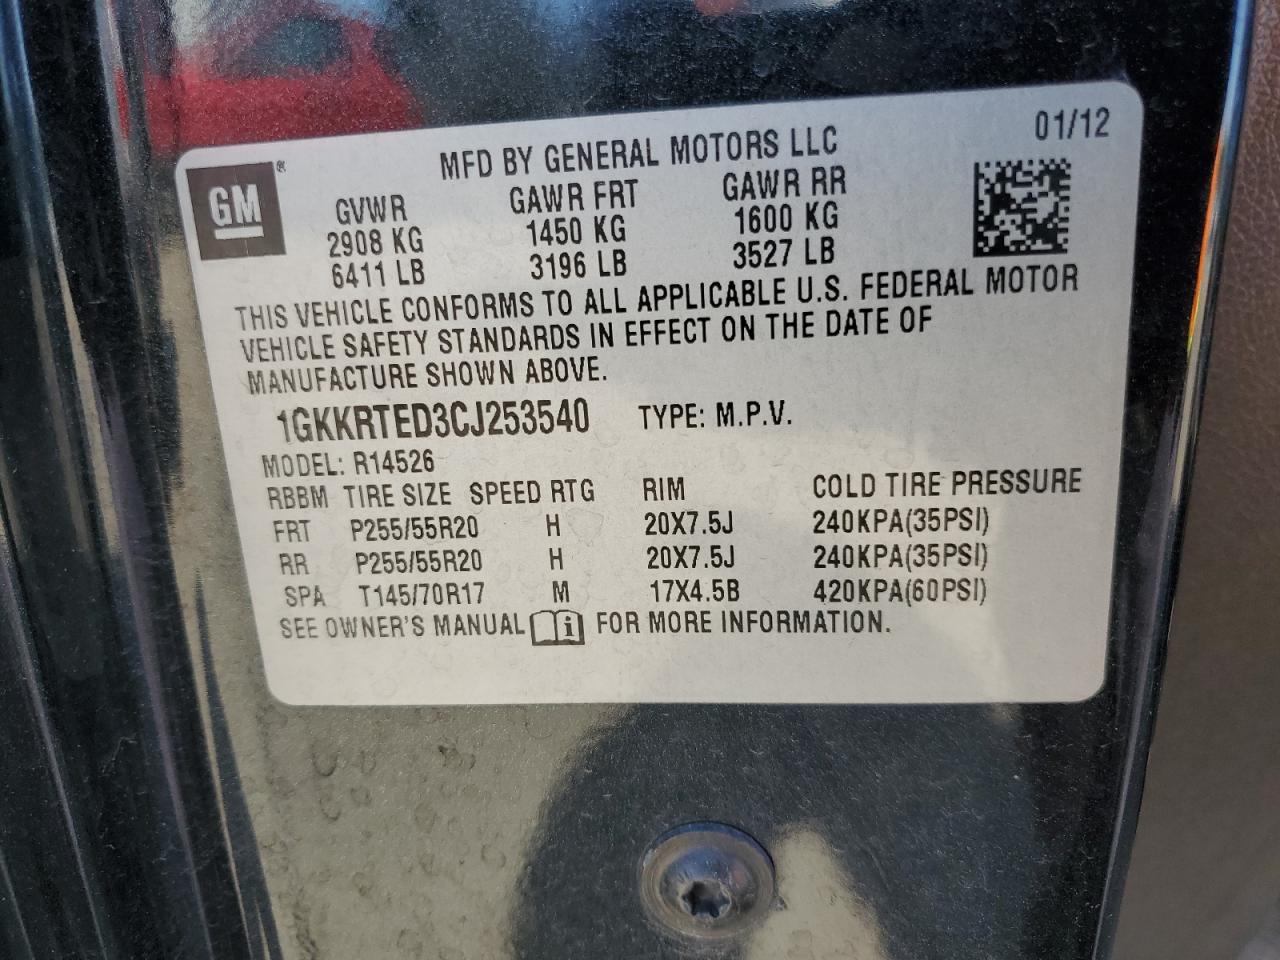 01/12
MFD BY GENERAL MOTORS LLC
GM®
GVWR GAWR FRT GAWR RR
2908 KG 1450 KG 1600 KG
6411 LB 3196 LB 3527 LB
THIS VEHICLE CONFORMS TO ALL APPLICABLE U.S. FEDERAL MOTOR
VEHICLE SAFETY STANDARDS IN EFFECT ON THE DATE OF
MANUFACTURE SHOWN ABOVE.
1GKKRTED3CJ253540 TYPE: M.P.V.
MODEL: R14526
RBBM TIRE SIZE SPEED RTG RIM COLD TIRE PRESSURE
FRT P255/55R20 H 20X7.5J 240KPA(35PSI)
RR P255/55R20 H 20X7.5J 240KPA(35PSI)
SPA T145/70R17 M 17X4.5B 420KPA(60PSI)
SEE OWNER'S MANUAL i FOR MORE INFORMATION.